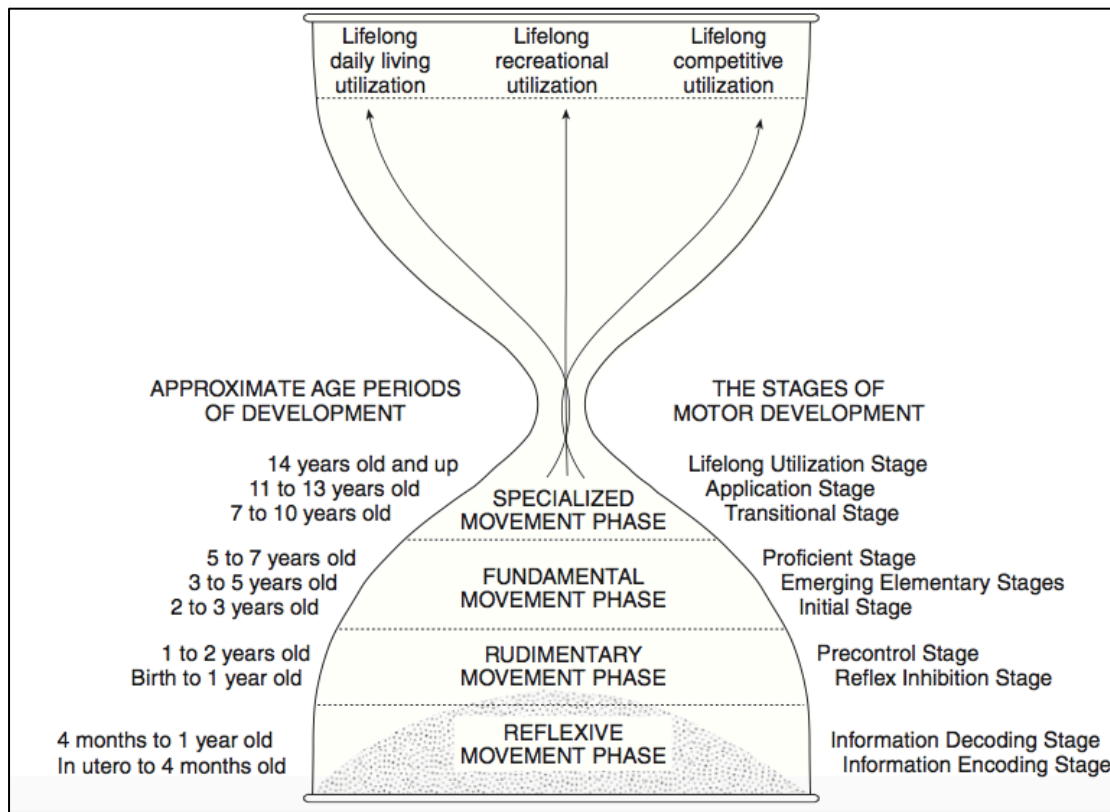 Lifelong daily living utilization
Lifelong recreational utilization
Lifelong competitive utilization
APPROXIMATE AGE PERIODS
OF DEVELOPMENT
THE STAGES OF
MOTOR DEVELOPMENT
14 years old and up
11 to 13 years old
7 to 10 years old
SPECIALIZED
MOVEMENT PHASE
Lifelong Utilization Stage
Application Stage
Transitional Stage
5 to 7 years old
3 to 5 years old
2 to 3 years old
FUNDAMENTAL
MOVEMENT PHASE
Proficient Stage
Emerging Elementary Stages
Initial Stage
1 to 2 years old
Birth to 1 year old
RUDIMENTARY
MOVEMENT PHASE
Precontrol Stage
Reflex Inhibition Stage
4 months to 1 year old
In utero to 4 months old
REFLEXIVE
MOVEMENT PHASE
Information Decoding Stage
Information Encoding Stage